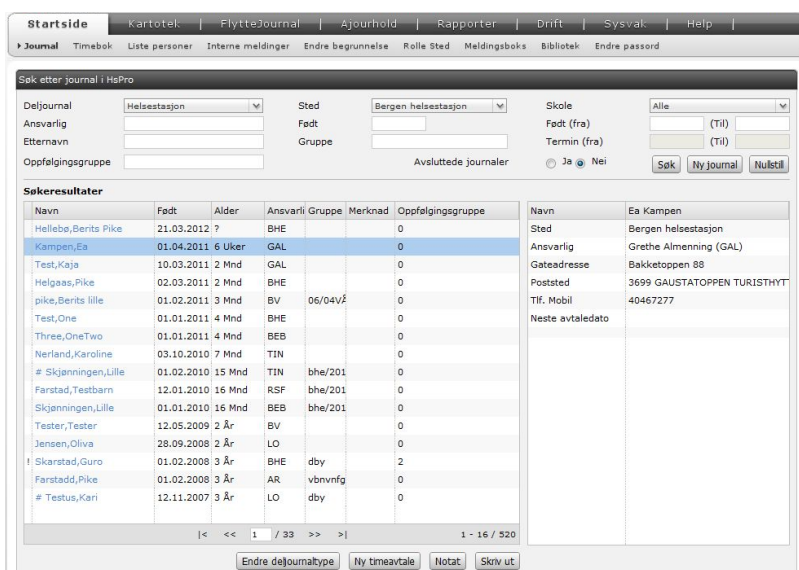 Startside | Kartotek | FlytteJournal | Ajourhold | Rapporter | Drift | Sysvak | Help |
Journal Timebok Liste personer Interne meldinger Endre begrunnelse Rolle Sted Meldingsboks Bibliotek Endre passord
Søk etter journal i HsPro
Deljournal Helsestasjon Sted Bergen helsestasjon Skole Alle
Ansvarlig Født Født (fra) (Til)
Etternavn Gruppe Termin (fra) (Til)
Oppfølgingsgruppe Avsluttede journaler Ja Nei Søk Ny journal Nullstill
Søkeresultater
Navn Født Alder Ansvarli Gruppe Merknad Oppfølgingsgruppe Navn Ea Kampen
Hellebø,Berits Pike 21.03.2012 ? BHE 0 Sted Bergen helsestasjon
Kampen,Ea 01.04.2011 6 Uker GAL 0 Ansvarlig Grethe Almenning (GAL)
Test,Kaja 10.03.2011 2 Mnd GAL 0 Gateadresse Bakketoppen 88
Helgaas,Pike 02.03.2011 2 Mnd BHE 0 Poststed 3699 GAUSTATOPPEN TURISTHYT
pike,Berits lille 01.02.2011 3 Mnd BV 06/04VÅ 0 Tlf. Mobil 40467277
Test,One 01.01.2011 4 Mnd BHE 0 Neste avtaledato
Three,OneTwo 01.01.2011 4 Mnd BEB 0
Nerland,Karoline 03.10.2010 7 Mnd TIN 0
# Skjønningen,Lille 01.02.2010 15 Mnd TIN bhe/201 0
Farstad,Testbarn 12.01.2010 16 Mnd RSF bhe/201 0
Skjønningen,Lille 01.01.2010 16 Mnd BEB bhe/201 0
Tester,Tester 12.05.2009 2 År BV 0
Jensen,Oliva 28.09.2008 2 År LO 0
! Skarstad,Guro 01.02.2008 3 År BHE dby 2
Farstadd,Pike 01.02.2008 3 År AR vbnvnfg 0
# Testus,Kari 12.11.2007 3 År LO dby 0
|< << 1 / 33 >> >| 1 - 16 / 520
Endre deljournaltype Ny timeavtale Notat Skriv ut